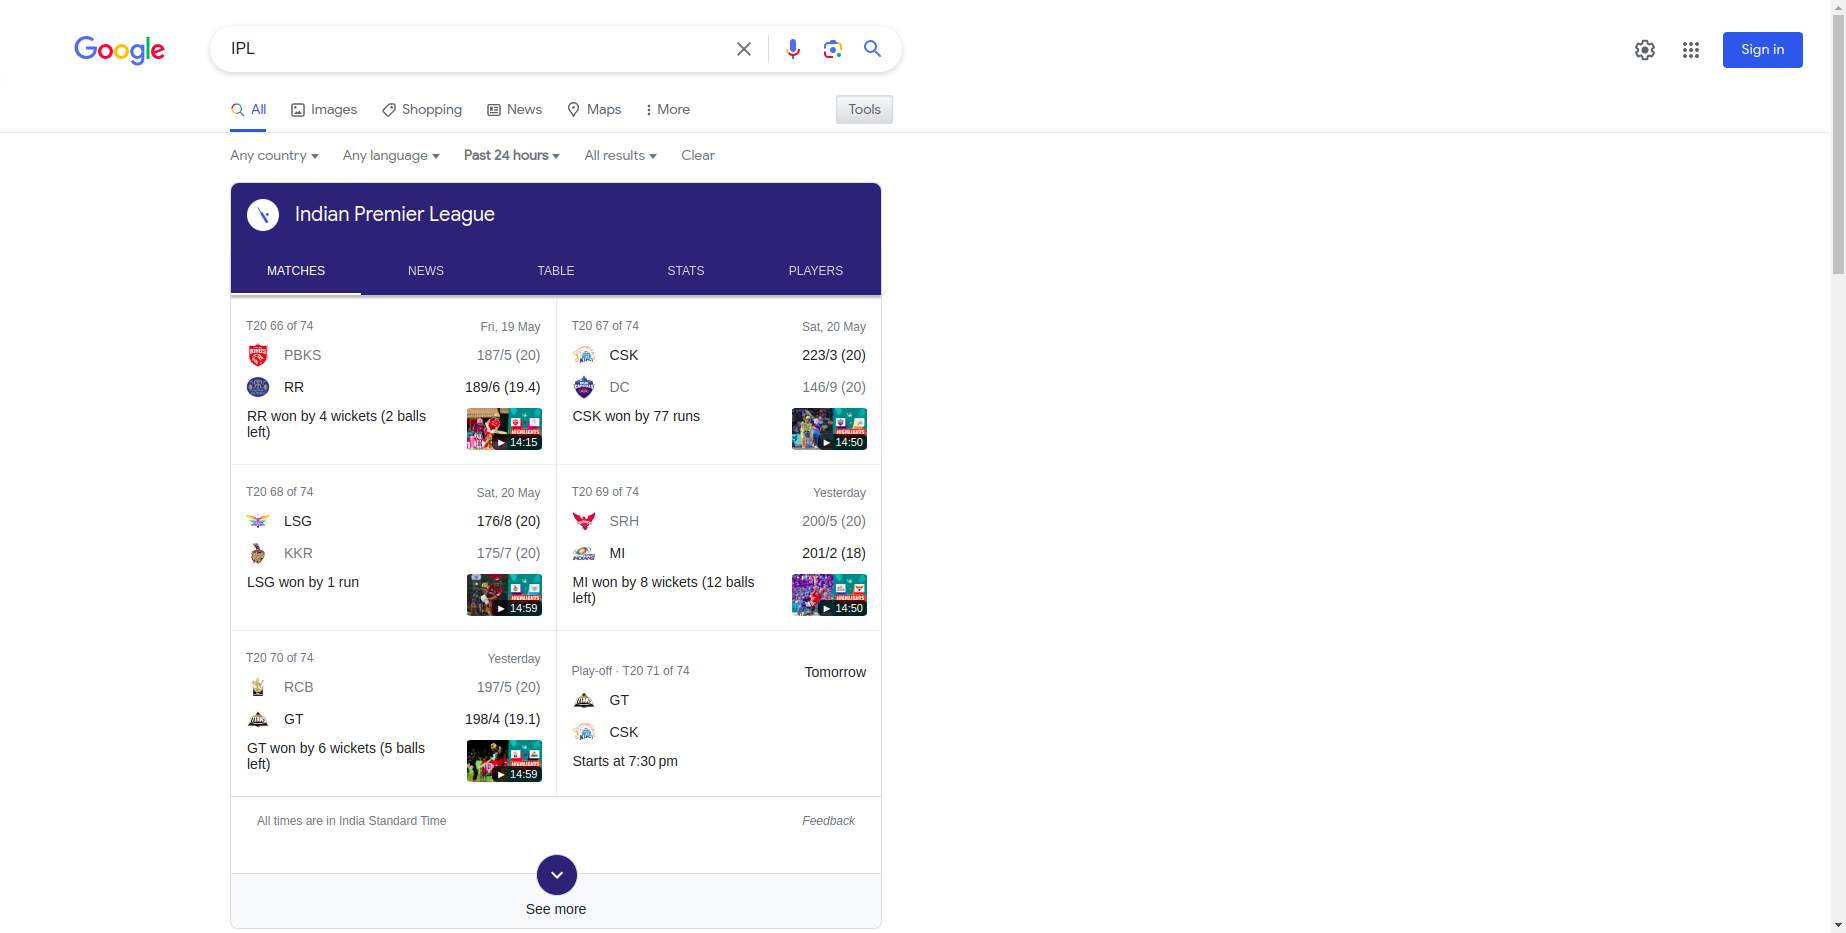 Google
IPL
Sign in
All
Images
Shopping
News
Maps
More
Tools
Any country
Any language
Past 24 hours
All results
Clear
Indian Premier League
MATCHES
NEWS
TABLE
STATS
PLAYERS
T20 66 of 74
Fri, 19 May
PBKS
187/5 (20)
RR
189/6 (19.4)
RR won by 4 wickets (2 balls
left)
HIGHLIGHTS
14:15
T20 67 of 74
Sat, 20 May
CSK
223/3 (20)
DC
146/9 (20)
CSK won by 77 runs
HIGHLIGHTS
14:50
T20 68 of 74
Sat, 20 May
LSG
176/8 (20)
KKR
175/7 (20)
LSG won by 1 run
HIGHLIGHTS
14:59
T20 69 of 74
Yesterday
SRH
200/5 (20)
MI
201/2 (18)
MI won by 8 wickets (12 balls
left)
HIGHLIGHTS
14:50
T20 70 of 74
Yesterday
RCB
197/5 (20)
GT
198/4 (19.1)
GT won by 6 wickets (5 balls
left)
HIGHLIGHTS
14:59
Play-off · T20 71 of 74
Tomorrow
GT
CSK
Starts at 7:30 pm
All times are in India Standard Time
Feedback
See more